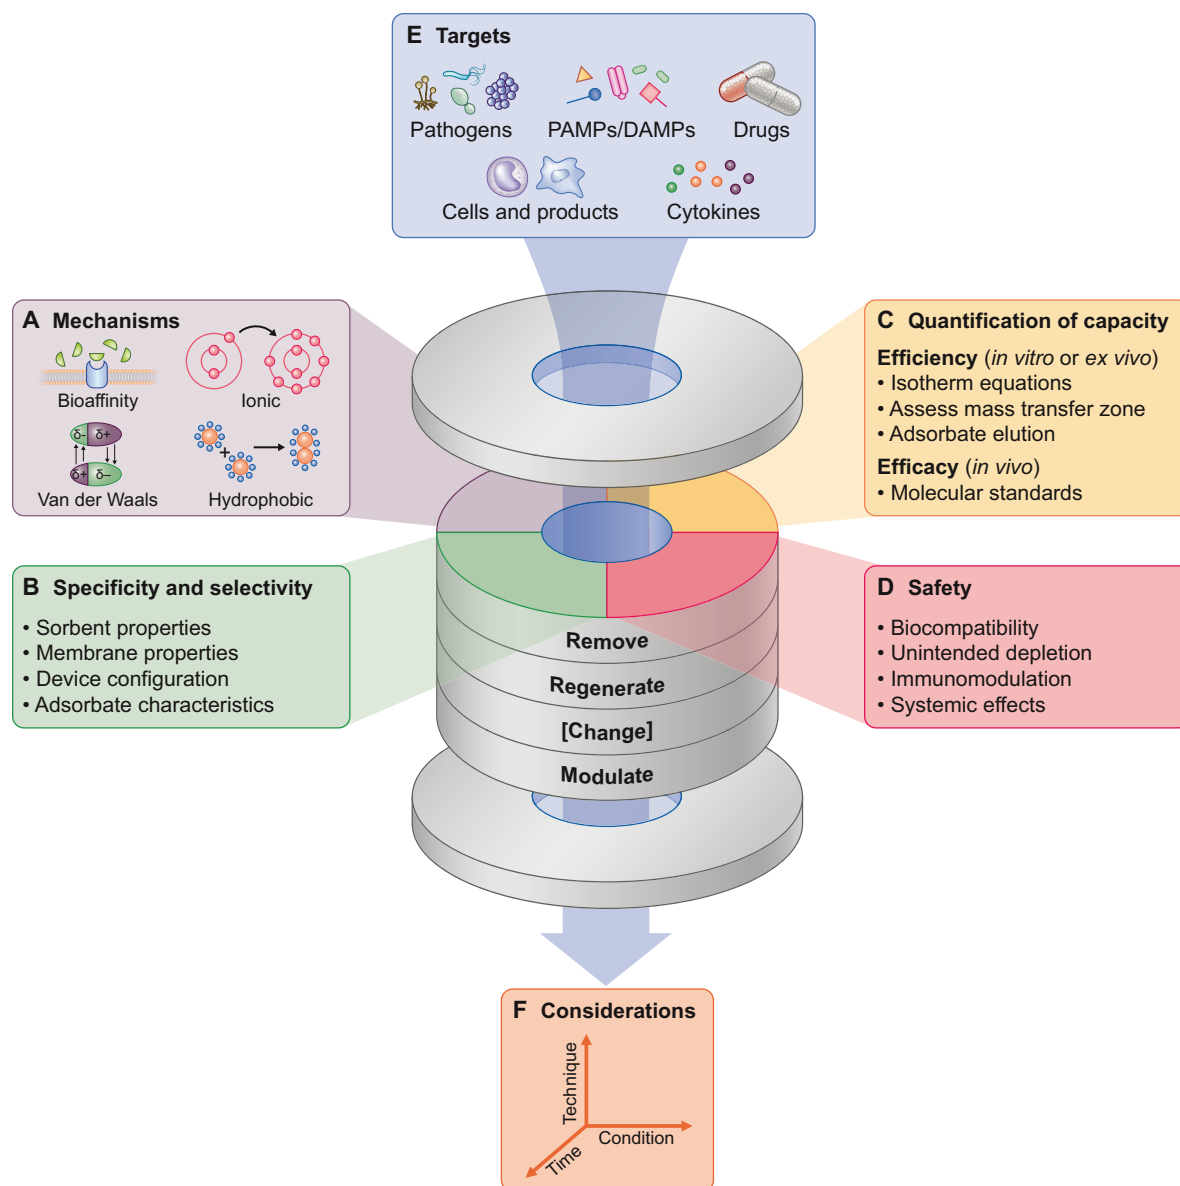 E Targets
Pathogens
PAMPs/DAMPs
Drugs
Cells and products
Cytokines
A Mechanisms
Bioaffinity
Ionic
δ- δ+
δ+ δ–
Van der Waals
+
Hydrophobic
B Specificity and selectivity
• Sorbent properties
• Membrane properties
• Device configuration
• Adsorbate characteristics
C Quantification of capacity
Efficiency (in vitro or ex vivo)
• Isotherm equations
• Assess mass transfer zone
• Adsorbate elution
Efficacy (in vivo)
• Molecular standards
D Safety
• Biocompatibility
• Unintended depletion
• Immunomodulation
• Systemic effects
Remove
Regenerate
[Change]
Modulate
F Considerations
Technique
Condition
Time